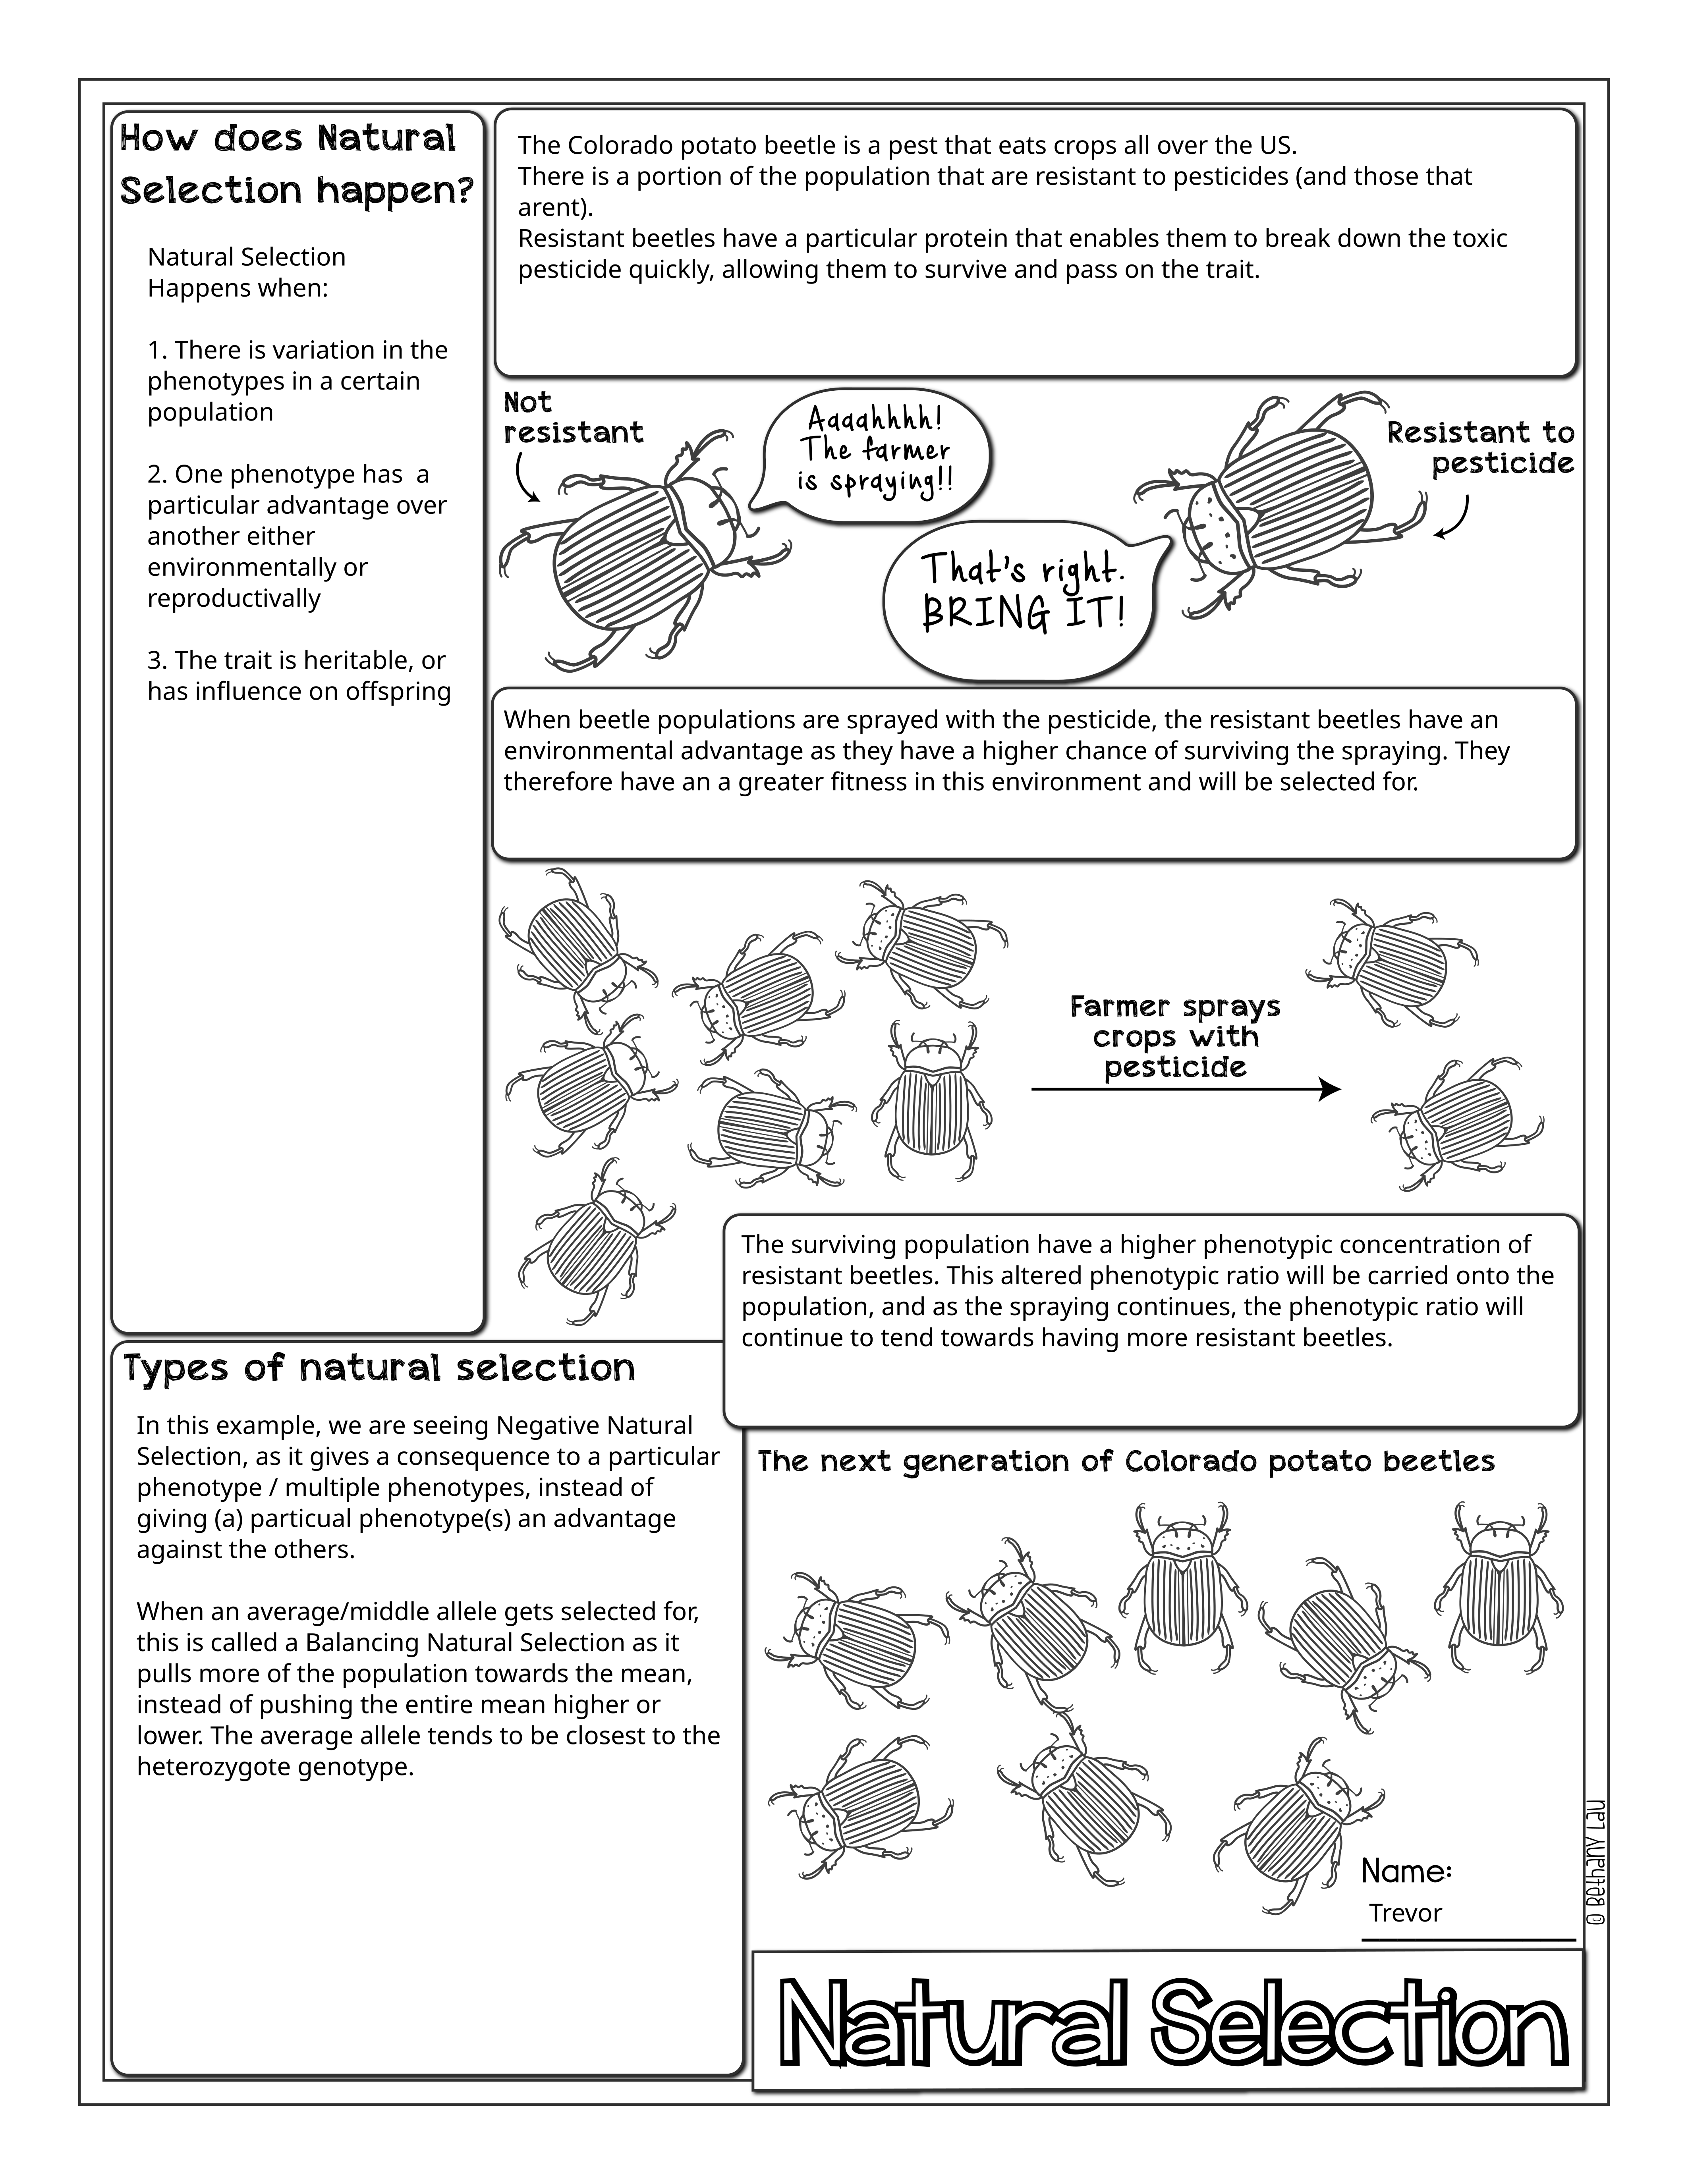 How does Natural
Selection happen?
Natural Selection
Happens when:
1. There is variation in the
phenotypes in a certain
population
2. One phenotype has  a
particular advantage over
another either
environmentally or
reproductivally
3. The trait is heritable, or
has influence on offspring
The Colorado potato beetle is a pest that eats crops all over the US.
There is a portion of the population that are resistant to pesticides (and those that
arent).
Resistant beetles have a particular protein that enables them to break down the toxic
pesticide quickly, allowing them to survive and pass on the trait.
Not
resistant
Aaaahhhh!
The farmer
is spraying!!
That's right.
BRING IT!
Resistant to
pesticide
When beetle populations are sprayed with the pesticide, the resistant beetles have an
environmental advantage as they have a higher chance of surviving the spraying. They
therefore have an a greater fitness in this environment and will be selected for.
Farmer sprays
crops with
pesticide
The surviving population have a higher phenotypic concentration of
resistant beetles. This altered phenotypic ratio will be carried onto the
population, and as the spraying continues, the phenotypic ratio will
continue to tend towards having more resistant beetles.
Types of natural selection
In this example, we are seeing Negative Natural
Selection, as it gives a consequence to a particular
phenotype / multiple phenotypes, instead of
giving (a) particual phenotype(s) an advantage
against the others.
When an average/middle allele gets selected for,
this is called a Balancing Natural Selection as it
pulls more of the population towards the mean,
instead of pushing the entire mean higher or
lower. The average allele tends to be closest to the
heterozygote genotype.
The next generation of Colorado potato beetles
Name:
Trevor
© Bethany Lau
Natural Selection